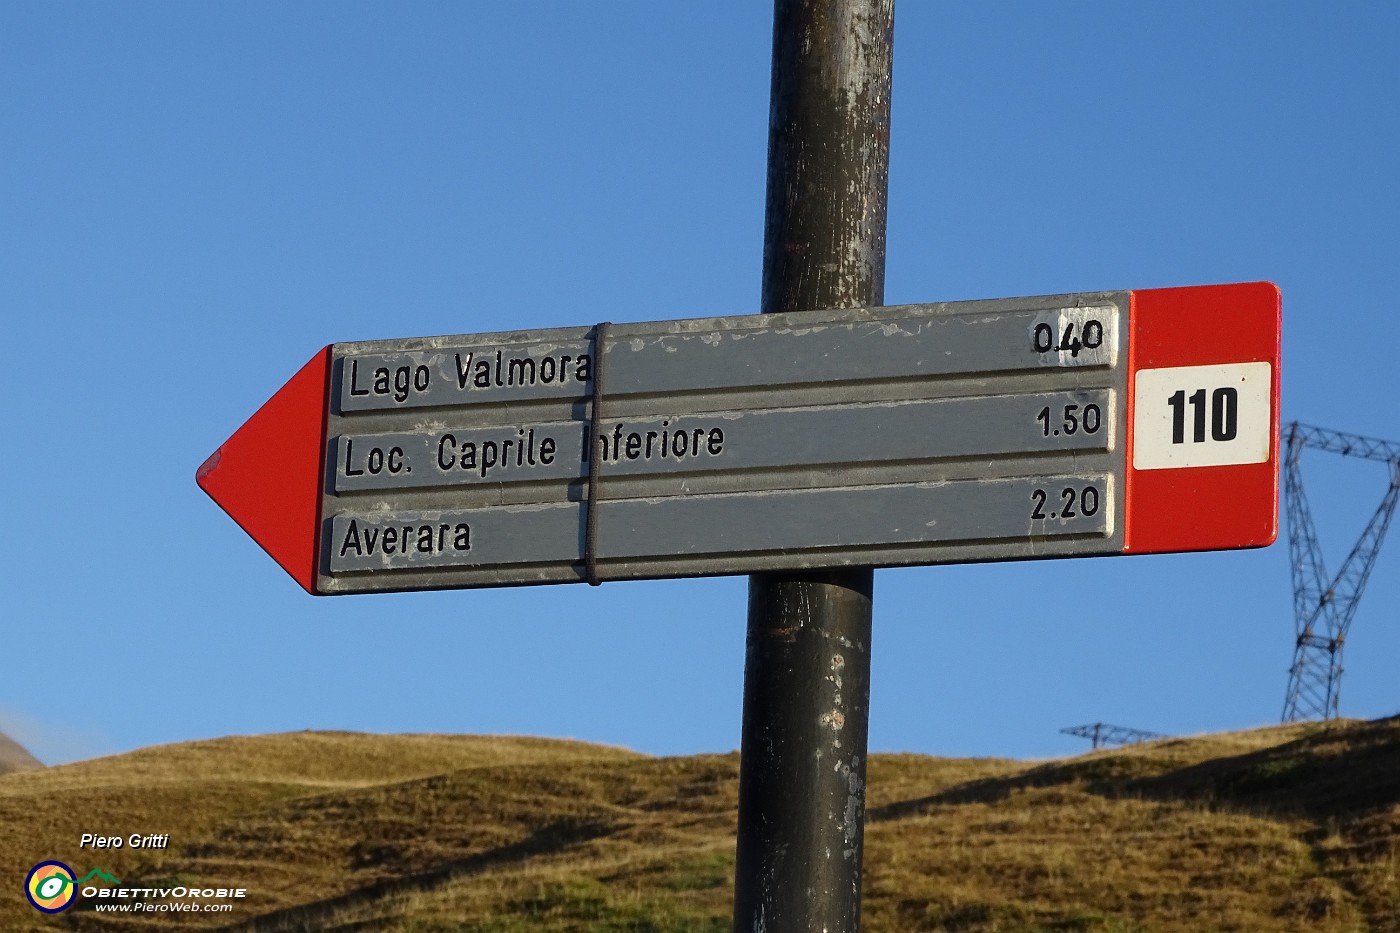 Lago Valmora 0.40
Loc. Caprile Inferiore 1.50
Averara 2.20
110
Piero Gritti
ObiettivOrobie
www.PieroWeb.com